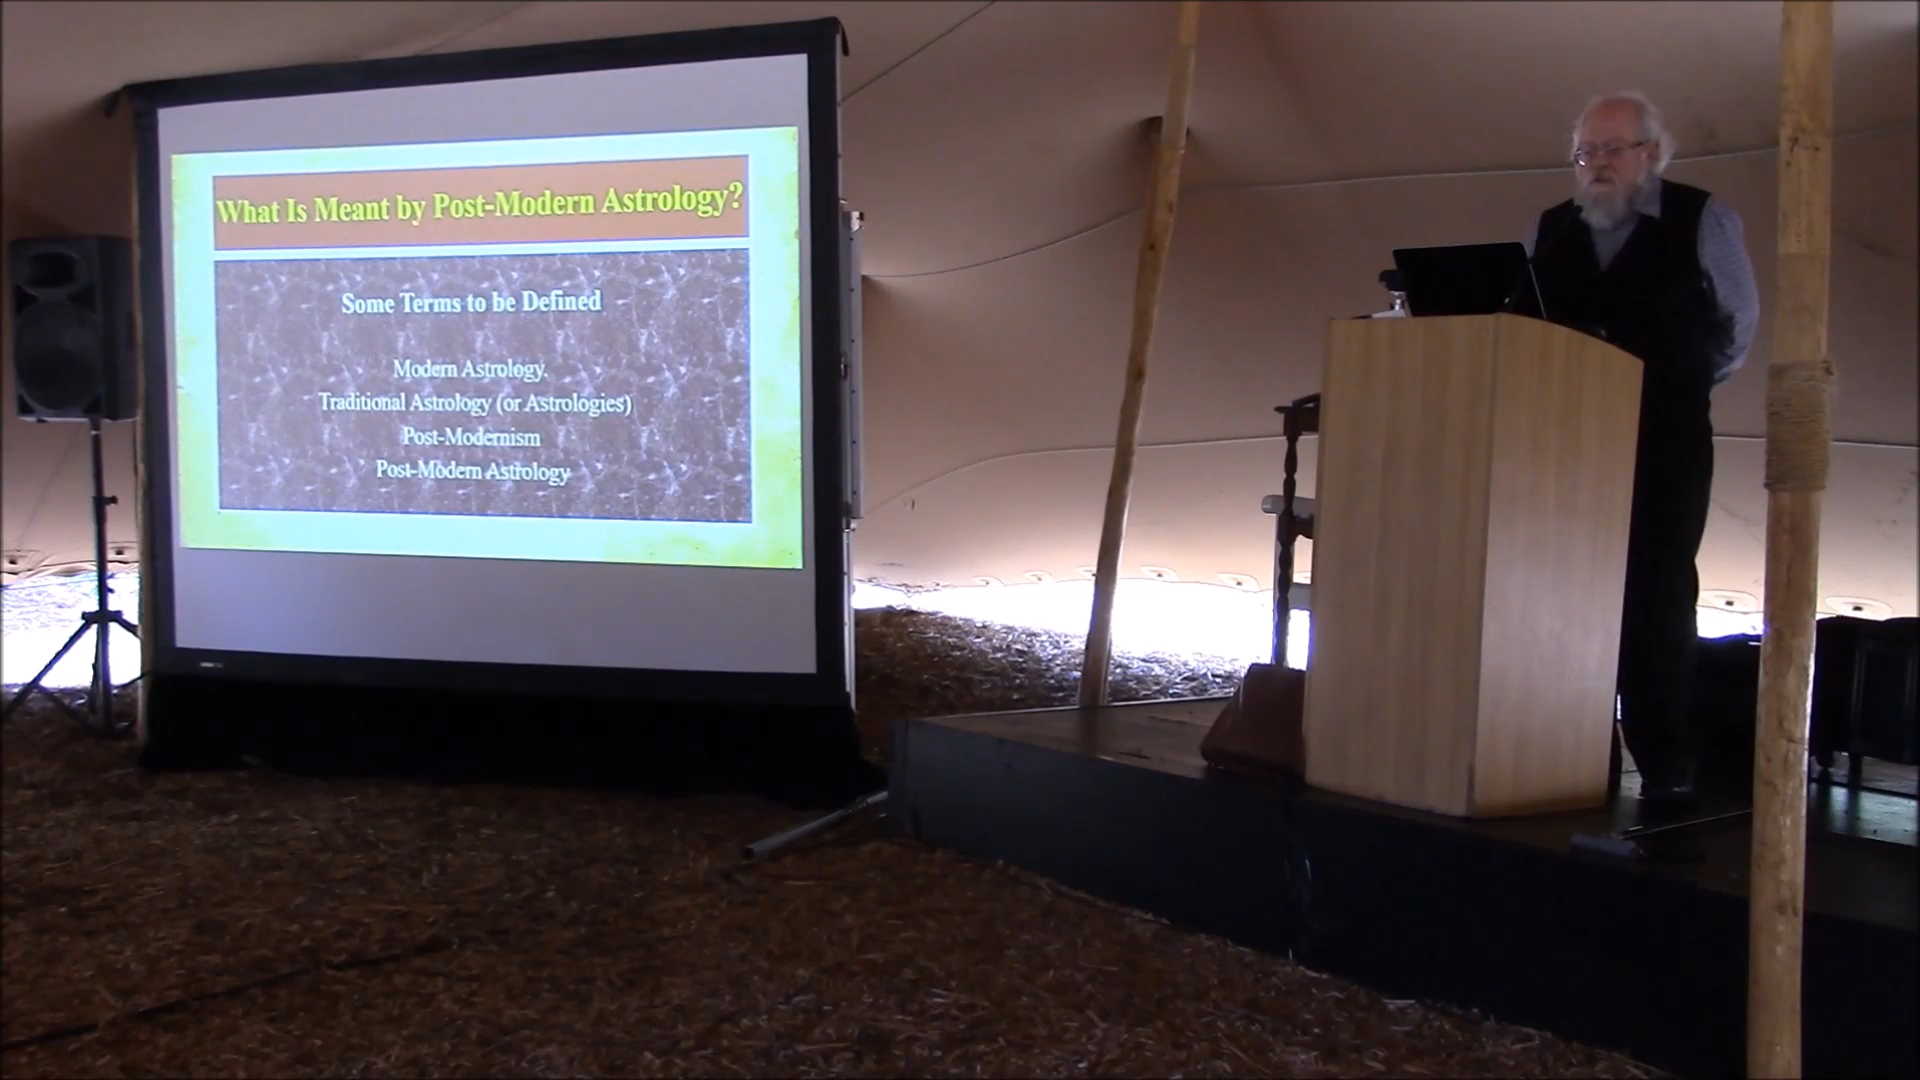 What Is Meant by Post-Modern Astrology?
Some Terms to be Defined
Modern Astrology.
Traditional Astrology (or Astrologies)
Post-Modernism
Post-Modern Astrology